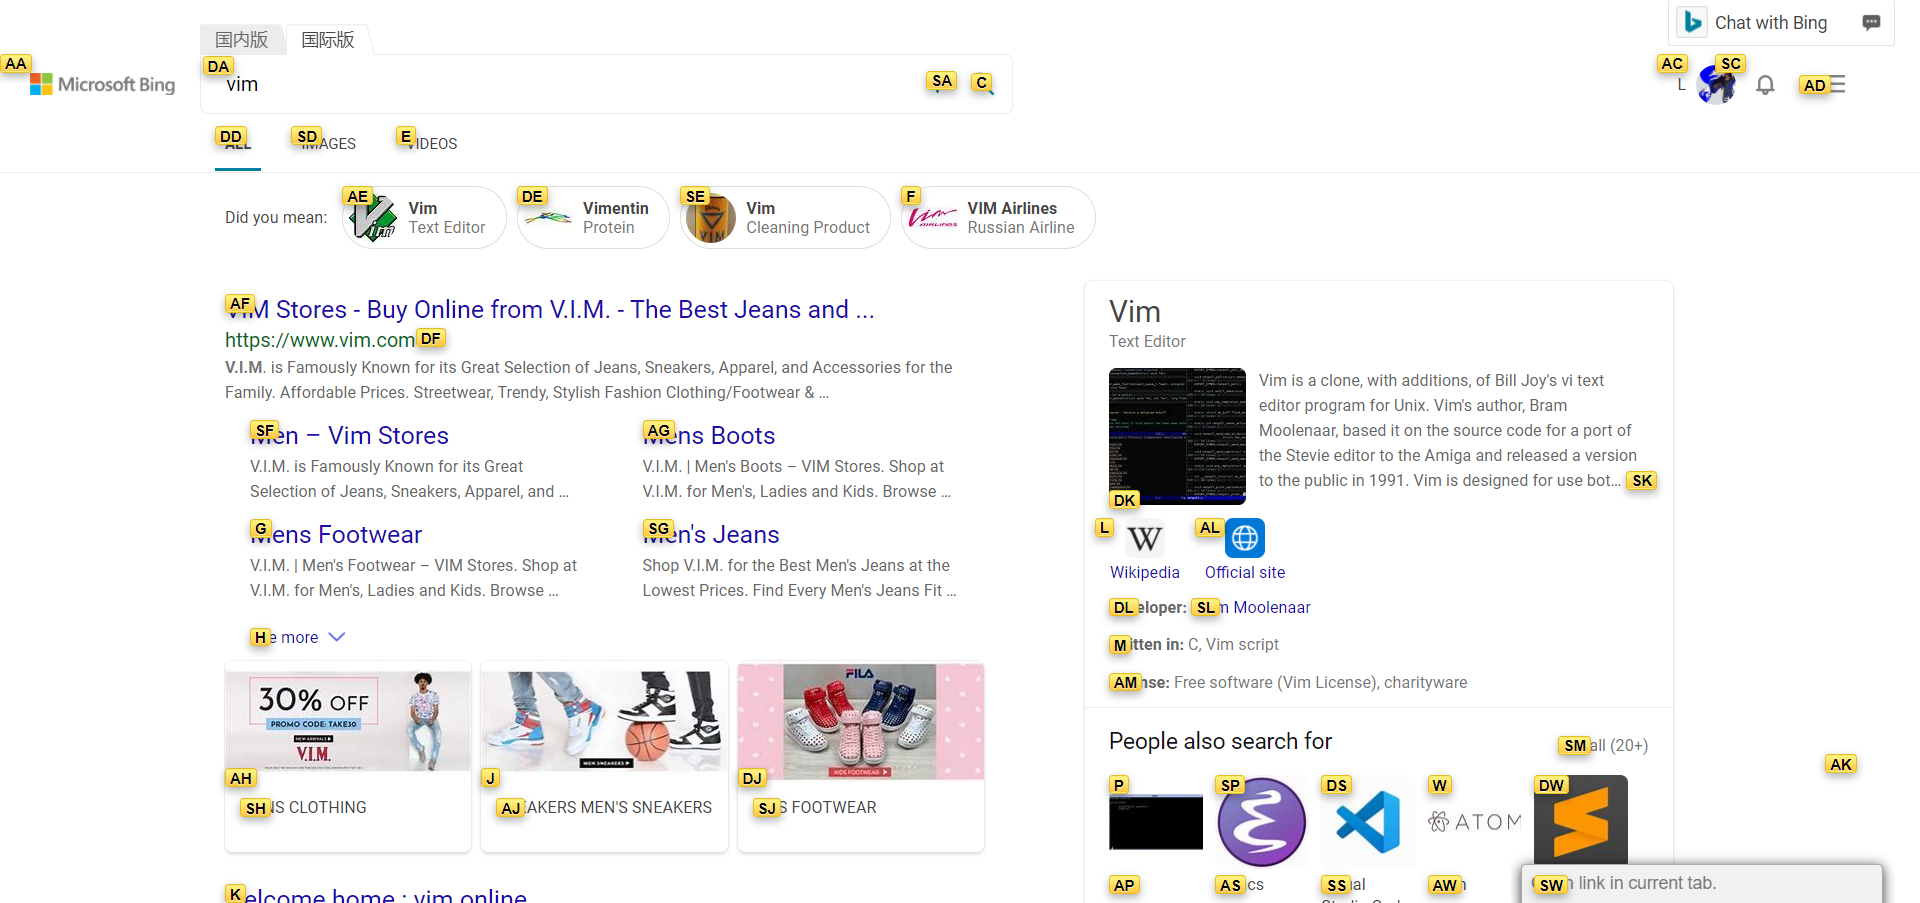 Chat with Bing
国内版
国际版
AA
DA
AC
SC
Microsoft Bing
vim
SA
C
L
AD
DD
SD
E
ALL
IMAGES
VIDEOS
Did you mean:
AE
Vim
Text Editor
DE
Vimentin
Protein
SE
Vim
Cleaning Product
F
VIM Airlines
Russian Airline
AF
VIM Stores - Buy Online from V.I.M. - The Best Jeans and ...
https://www.vim.com
DF
V.I.M. is Famously Known for its Great Selection of Jeans, Sneakers, Apparel, and Accessories for the
Family. Affordable Prices. Streetwear, Trendy, Stylish Fashion Clothing/Footwear & ...
SF
Men – Vim Stores
V.I.M. is Famously Known for its Great
Selection of Jeans, Sneakers, Apparel, and ...
AG
Mens Boots
V.I.M. | Men's Boots – VIM Stores. Shop at
V.I.M. for Men's, Ladies and Kids. Browse ...
G
Mens Footwear
V.I.M. | Men's Footwear – VIM Stores. Shop at
V.I.M. for Men's, Ladies and Kids. Browse ...
SG
Men's Jeans
Shop V.I.M. for the Best Men's Jeans at the
Lowest Prices. Find Every Men's Jeans Fit ...
H
e more
30% OFF
PROMO CODE: TAKE30
NEW ARRIVALS
V.I.M.
AH
SH
NS CLOTHING
MEN SNEAKERS
J
AJ
EAKERS MEN'S SNEAKERS
FILA
KIDS FOOTWEAR
DJ
SJ
S FOOTWEAR
K
elcome home : vim online
Vim
Text Editor
DK
Vim is a clone, with additions, of Bill Joy's vi text
editor program for Unix. Vim's author, Bram
Moolenaar, based it on the source code for a port of
the Stevie editor to the Amiga and released a version
to the public in 1991. Vim is designed for use bot...
SK
L
W
Wikipedia
AL
Official site
DL
eloper:
SL
m Moolenaar
M
itten in: C, Vim script
AM
nse: Free software (Vim License), charityware
People also search for
SM
all (20+)
AK
P
SP
DS
W
ATOM
DW
AP
AS
cs
SS
al
AW
SW
link in current tab.